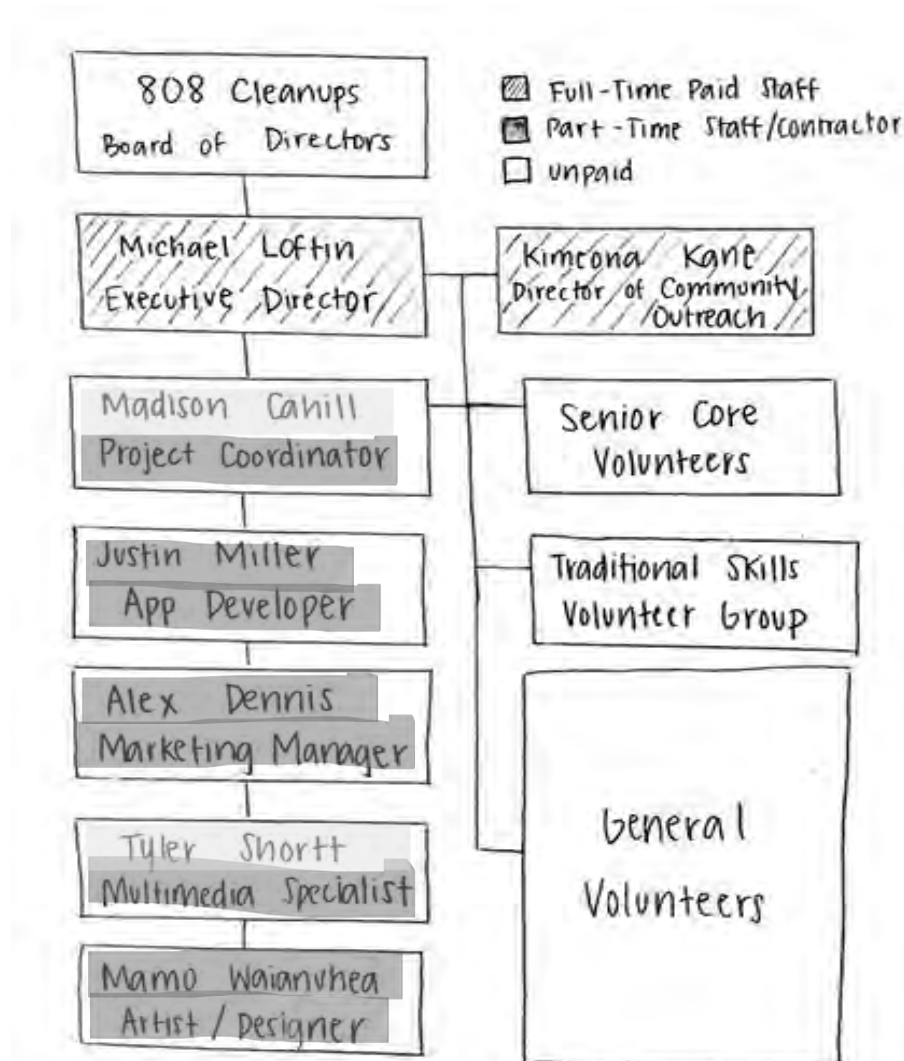 808 Cleanups
Board of Directors
Full-Time Paid Staff
Part-Time Staff/Contractor
unpaid
Michael Loftin
Executive Director
Kimeona Kane
Director of Community
Outreach
Madison Cahill
Project Coordinator
Senior Core
Volunteers
Justin Miller
App Developer
Traditional Skills
Volunteer Group
Alex Dennis
Marketing Manager
General
Volunteers
Tyler Shortt
Multimedia Specialist
Mamo Waianuhea
Artist / Designer